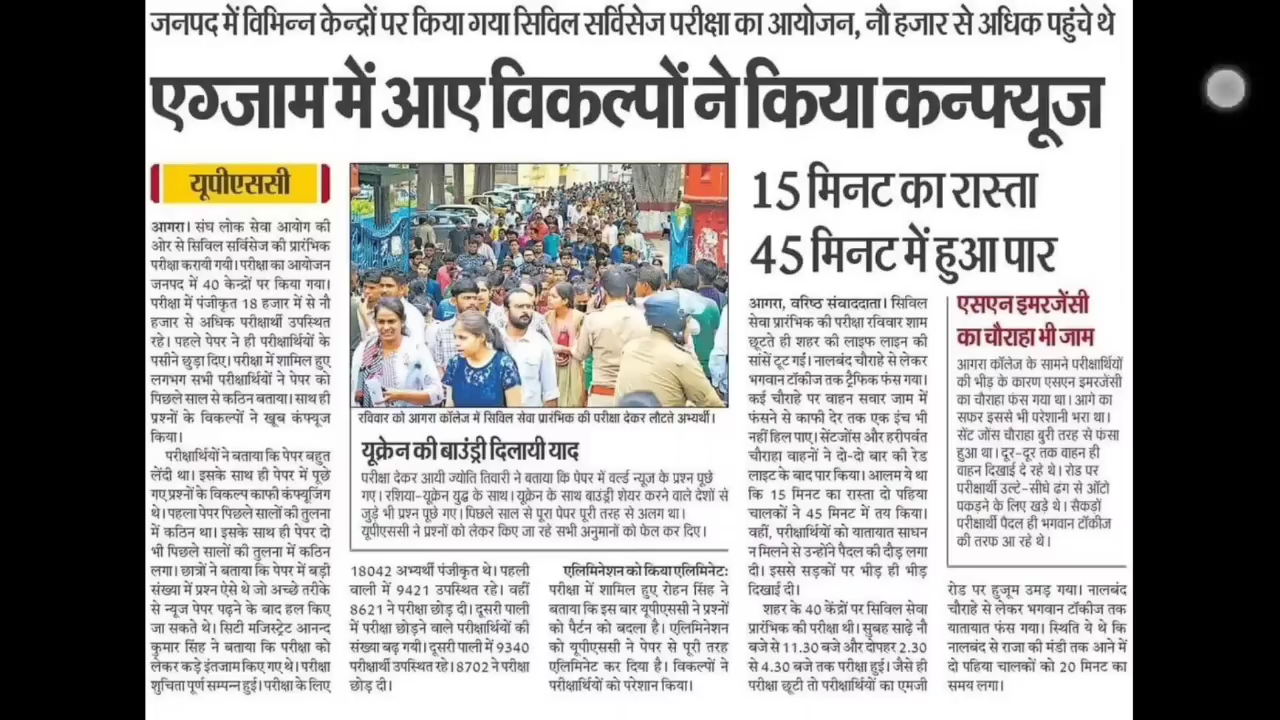 जनपद में विभिन्न केन्द्रों पर किया गया सिविल सर्विसेज परीक्षा का आयोजन, नौ हजार से अधिक पहुंचे थे
एग्जाम में आए विकल्पों ने किया कन्फ्यूज
यूपीएससी
आगरा। संघ लोक सेवा आयोग की
ओर से सिविल सर्विसेज की प्रारंभिक
परीक्षा करायी गयी। परीक्षा का आयोजन
जनपद में 40 केन्द्रों पर किया गया।
परीक्षा में पंजीकृत 18 हजार में से नौ
हजार से अधिक परीक्षार्थी उपस्थित
रहे। पहले पेपर ने ही परीक्षार्थियों के
पसीने छुड़ा दिए। परीक्षा में शामिल हुए
लगभग सभी परीक्षार्थियों ने पेपर को
पिछले साल से कठिन बताया। साथ ही
प्रश्नों के विकल्पों ने खूब कंफ्यूज
किया।
परीक्षार्थियों ने बताया कि पेपर बहुत
लेंदी था। इसके साथ ही पेपर में पूछे
गए प्रश्नों के विकल्प काफी कंफ्यूजिंग
थे। पहला पेपर पिछले सालों की तुलना
में कठिन था। इसके साथ ही पेपर दो
भी पिछले सालों की तुलना में कठिन
लगा। छात्रों ने बताया कि पेपर में बड़ी
संख्या में प्रश्न ऐसे थे जो अच्छे तरीके
से न्यूज पेपर पढ़ने के बाद हल किए
जा सकते थे। सिटी मजिस्ट्रेट आनन्द
कुमार सिंह ने बताया कि परीक्षा को
लेकर कड़े इंतजाम किए गए थे। परीक्षा
शुचिता पूर्ण सम्पन्न हुई। परीक्षा के लिए
रविवार को आगरा कॉलेज में सिविल सेवा प्रारंभिक की परीक्षा देकर लौटते अभ्यर्थी।
यूक्रेन की बाउंड्री दिलायी याद
परीक्षा देकर आयी ज्योति तिवारी ने बताया कि पेपर में वर्ल्ड न्यूज के प्रश्न पूछे
गए। रशिया-यूक्रेन युद्ध के साथ। यूक्रेन के साथ बाउंड्री शेयर करने वाले देशों से
जुड़े भी प्रश्न पूछे गए। पिछले साल से पूरा पेपर पूरी तरह से अलग था।
यूपीएससी ने प्रश्नों को लेकर किए जा रहे सभी अनुमानों को फेल कर दिए।
18042 अभ्यर्थी पंजीकृत थे। पहली
वाली में 9421 उपस्थित रहे। वहीं
8621 ने परीक्षा छोड़ दी। दूसरी पाली
में परीक्षा छोड़ने वाले परीक्षार्थियों की
संख्या बढ़ गयी। दूसरी पाली में 9340
परीक्षार्थी उपस्थित रहे। 8702 ने परीक्षा
छोड़ दी।
एलिमिनेशन को किया एलिमिनेट:
परीक्षा में शामिल हुए रोहन सिंह ने
बताया कि इस बार यूपीएससी ने प्रश्नों
को पैर्टन को बदला है। एलिमिनेशन
को यूपीएससी ने पेपर से पूरी तरह
एलिमिनेट कर दिया है। विकल्पों ने
परीक्षार्थियों को परेशान किया।
15 मिनट का रास्ता
45 मिनट में हुआ पार
आगरा, वरिष्ठ संवाददाता। सिविल
सेवा प्रारंभिक की परीक्षा रविवार शाम
छूटते ही शहर की लाइफ लाइन की
सांसें टूट गईं। नालबंद चौराहे से लेकर
भगवान टॉकीज तक ट्रैफिक फंस गया।
कई चौराहे पर वाहन सवार जाम में
फंसने से काफी देर तक एक इंच भी
नहीं हिल पाए। सेंटजोंस और हरीपर्वत
चौराहा वाहनों ने दो-दो बार की रेड
लाइट के बाद पार किया। आलम ये था
कि 15 मिनट का रास्ता दो पहिया
चालकों ने 45 मिनट में तय किया।
वहीं, परीक्षार्थियों को यातायात साधन
न मिलने से उन्होंने पैदल की दौड़ लगा
दी। इससे सड़कों पर भीड़ ही भीड़
दिखाई दी।
शहर के 40 केंद्रों पर सिविल सेवा
प्रारंभिक की परीक्षा थी। सुबह साढ़े नौ
बजे से 11.30 बजे और दोपहर 2.30
से 4.30 बजे तक परीक्षा हुई। जैसे ही
परीक्षा छूटी तो परीक्षार्थियों का एमजी
एसएन इमरजेंसी
का चौराहा भी जाम
आगरा कॉलेज के सामने परीक्षार्थियों
की भीड़ के कारण एसएन इमरजेंसी
का चौराहा फंस गया था। आगे का
सफर इससे भी परेशानी भरा था।
सेंट जोंस चौराहा बुरी तरह से फंसा
हुआ था। दूर-दूर तक वाहन ही
वाहन दिखाई दे रहे थे। रोड पर
परीक्षार्थी उल्टे-सीधे ढंग से ऑटो
पकड़ने के लिए खड़े थे। सैकड़ों
परीक्षार्थी पैदल ही भगवान टॉकीज
की तरफ आ रहे थे।
रोड पर हुजूम उमड़ गया। नालबंद
चौराहे से लेकर भगवान टॉकीज तक
यातायात फंस गया। स्थिति ये थे कि
नालबंद से राजा की मंडी तक आने में
दो पहिया चालकों को 20 मिनट का
समय लगा।